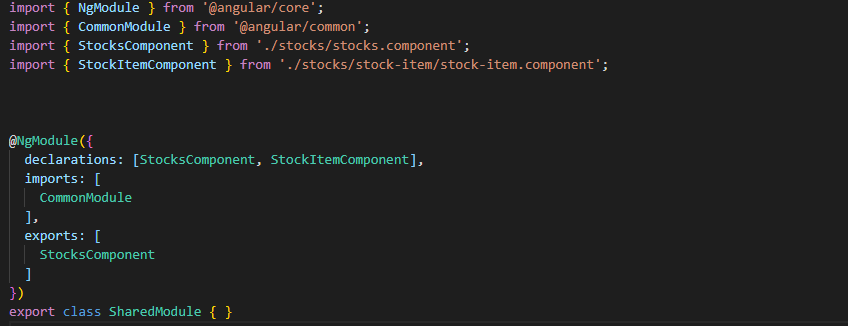 import { NgModule } from '@angular/core';
import { CommonModule } from '@angular/common';
import { StocksComponent } from './stocks/stocks.component';
import { StockItemComponent } from './stocks/stock-item/stock-item.component';
@NgModule({
  declarations: [StocksComponent, StockItemComponent],
  imports: [
    CommonModule
  ],
  exports: [
    StocksComponent
  ]
})
export class SharedModule { }